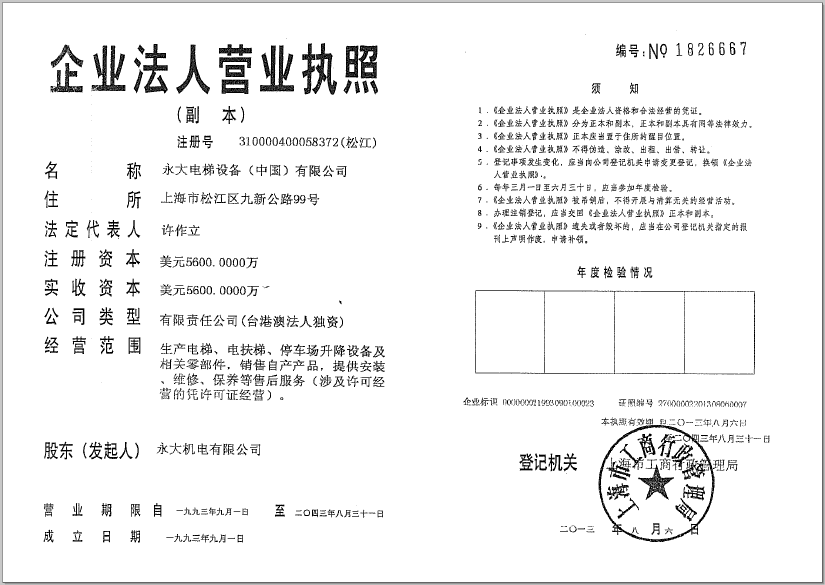 企业法人营业执照
（副 本）
注册号 310000400058372(松江)
名 称 永大电梯设备（中国）有限公司
住 所 上海市松江区九新公路99号
法定代表人 许作立
注册资本 美元5600.0000万
实收资本 美元5600.0000万
公司类型 有限责任公司(台港澳法人独资)
经营范围 生产电梯、电扶梯、停车场升降设备及
相关零部件，销售自产产品，提供安装
、维修、保养等售后服务（涉及许可经
营的凭许可证经营）。
股东（发起人） 永大机电有限公司
营业期限自 一九九三年九月一日 至 二〇四三年八月三十一日
成立日期 一九九三年九月一日
编号:No 1826667
须 知
1．《企业法人营业执照》是企业法人资格和合法经营的凭证。
2．《企业法人营业执照》分为正本和副本，正本和副本具有同等法律效力。
3．《企业法人营业执照》正本应当置于住所的醒目位置。
4．《企业法人营业执照》不得伪造、涂改、出租、出借、转让。
5．登记事项发生变化，应当向公司登记机关申请变更登记，换领《企业法
人营业执照》。
6．每年三月一日至六月三十日，应当参加年度检验。
7．《企业法人营业执照》被吊销后，不得开展与清算无关的经营活动。
8．办理注销登记，应当交回《企业法人营业执照》正本和副本。
9．《企业法人营业执照》遗失或者毁坏的，应当在公司登记机关指定的报
刊上声明作废，申请补领。
年度检验情况
企业标识 证照编号
本执照有效期 自二〇一三年八月六日
至二〇四三年八月三十一日
登记机关 上海市工商行政管理局
上海市工商行政管理局
二〇一三 年 八 月 六 日